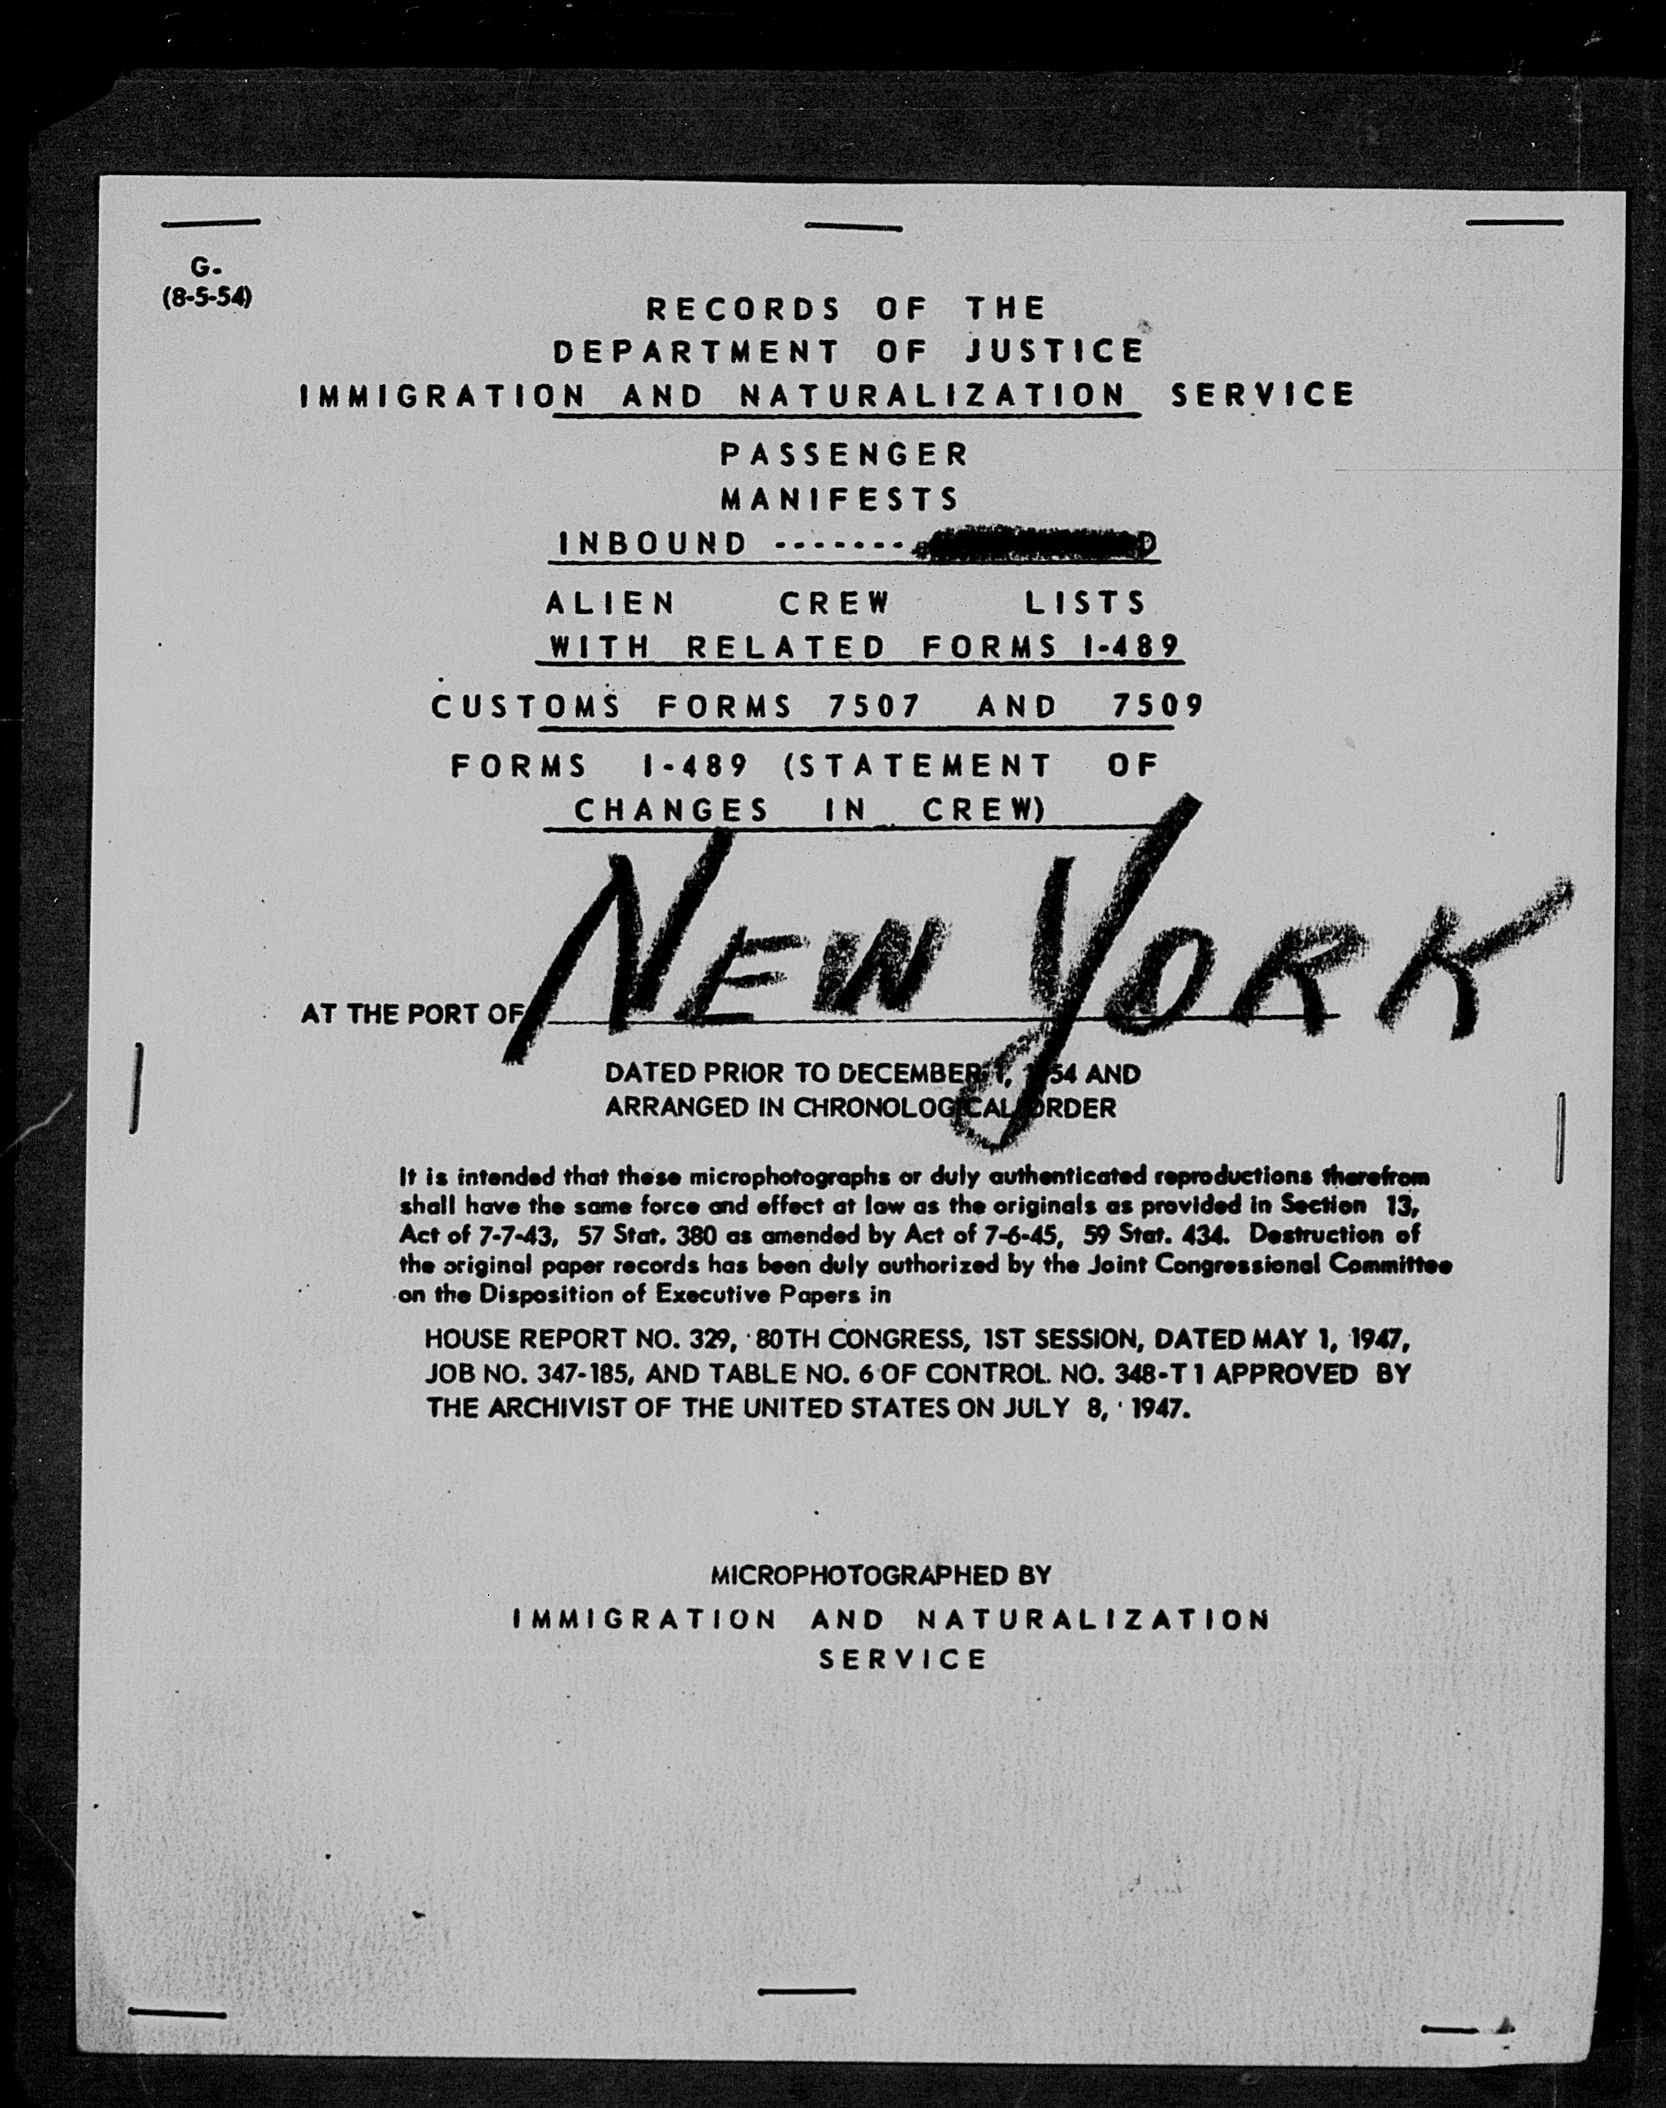 G-
(8-5-54)
RECORDS OF THE
DEPARTMENT OF JUSTICE
IMMIGRATION AND NATURALIZATION SERVICE
PASSENGER
MANIFESTS
INBOUND --------
ALIEN CREW LISTS
WITH RELATED FORMS I-489
CUSTOMS FORMS 7507 AND 7509
FORMS I-489 (STATEMENT OF
CHANGES IN CREW)
AT THE PORT OF NEW YORK
DATED PRIOR TO DECEMBER 1, 1954 AND
ARRANGED IN CHRONOLOGICAL ORDER
It is intended that these microphotographs or duly authenticated reproductions therefrom
shall have the same force and effect at law as the originals as provided in Section 13,
Act of 7-7-43, 57 Stat. 380 as amended by Act of 7-6-45, 59 Stat. 434. Destruction of
the original paper records has been duly authorized by the Joint Congressional Committee
on the Disposition of Executive Papers in
HOUSE REPORT NO. 329, 80TH CONGRESS, 1ST SESSION, DATED MAY 1, 1947,
JOB NO. 347-185, AND TABLE NO. 6 OF CONTROL NO. 348-T1 APPROVED BY
THE ARCHIVIST OF THE UNITED STATES ON JULY 8, 1947.
MICROPHOTOGRAPHED BY
IMMIGRATION AND NATURALIZATION
SERVICE